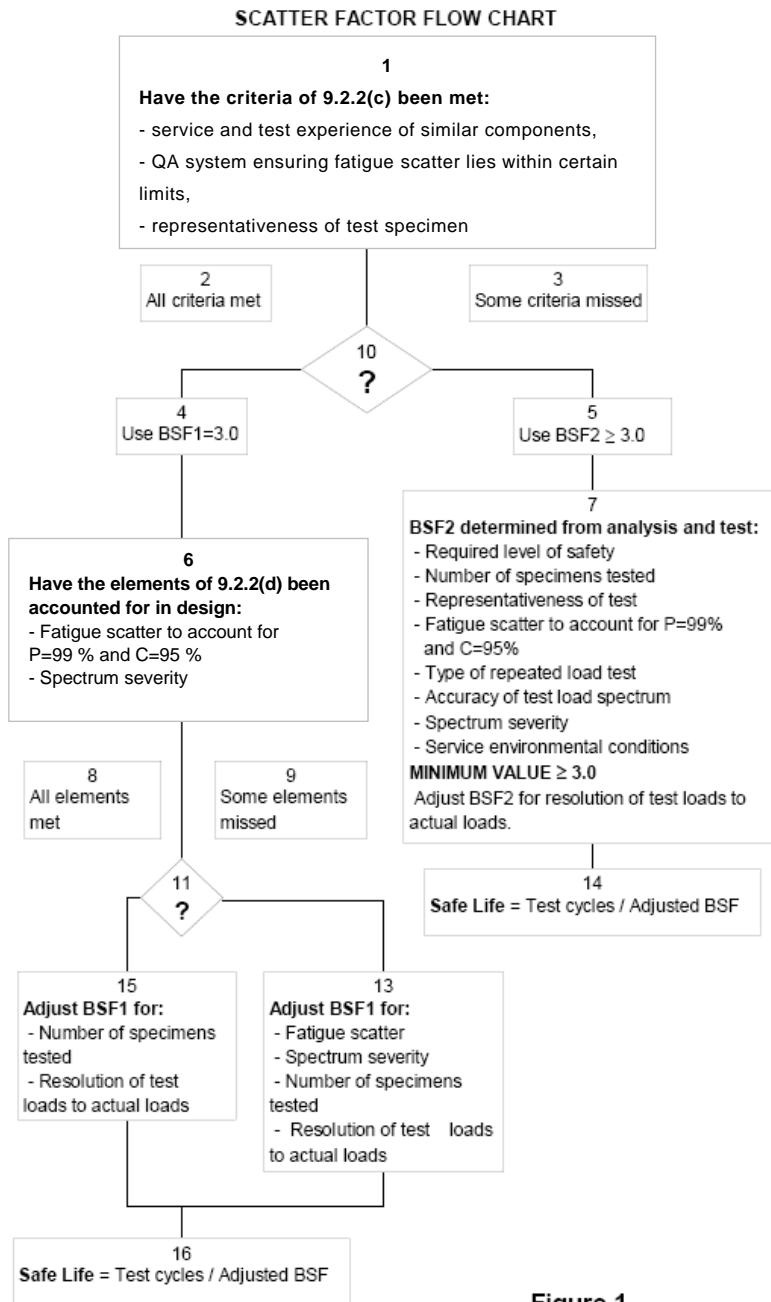 SCATTER FACTOR FLOW CHART
1
Have the criteria of 9.2.2(c) been met:
- service and test experience of similar components,
- QA system ensuring fatigue scatter lies within certain
limits,
- representativeness of test specimen
2
All criteria met
3
Some criteria missed
10
?
4
Use BSF1=3.0
5
Use BSF2 ≥ 3.0
6
Have the elements of 9.2.2(d) been
accounted for in design:
- Fatigue scatter to account for
P=99 % and C=95 %
- Spectrum severity
7
BSF2 determined from analysis and test:
- Required level of safety
- Number of specimens tested
- Representativeness of test
- Fatigue scatter to account for P=99%
and C=95%
- Type of repeated load test
- Accuracy of test load spectrum
- Spectrum severity
- Service environmental conditions
MINIMUM VALUE ≥ 3.0
Adjust BSF2 for resolution of test loads to
actual loads.
8
All elements
met
9
Some elements
missed
11
?
14
Safe Life = Test cycles / Adjusted BSF
15
Adjust BSF1 for:
- Number of specimens
tested
- Resolution of test
loads to actual loads
13
Adjust BSF1 for:
- Fatigue scatter
- Spectrum severity
- Number of specimens
tested
- Resolution of test loads
to actual loads
16
Safe Life = Test cycles / Adjusted BSF
Figure 1